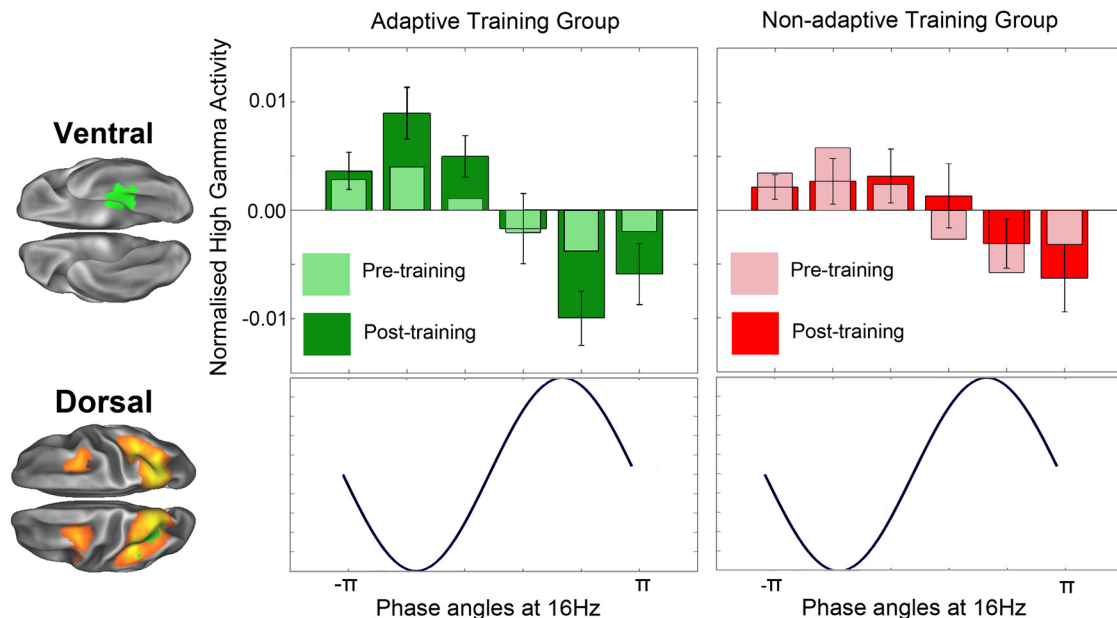 Adaptive Training Group
Non-adaptive Training Group
Ventral
Dorsal
Normalised High Gamma Activity
0.01
0.00
-0.01
Pre-training
Post-training
Pre-training
Post-training
-π
π
-π
π
Phase angles at 16Hz
Phase angles at 16Hz